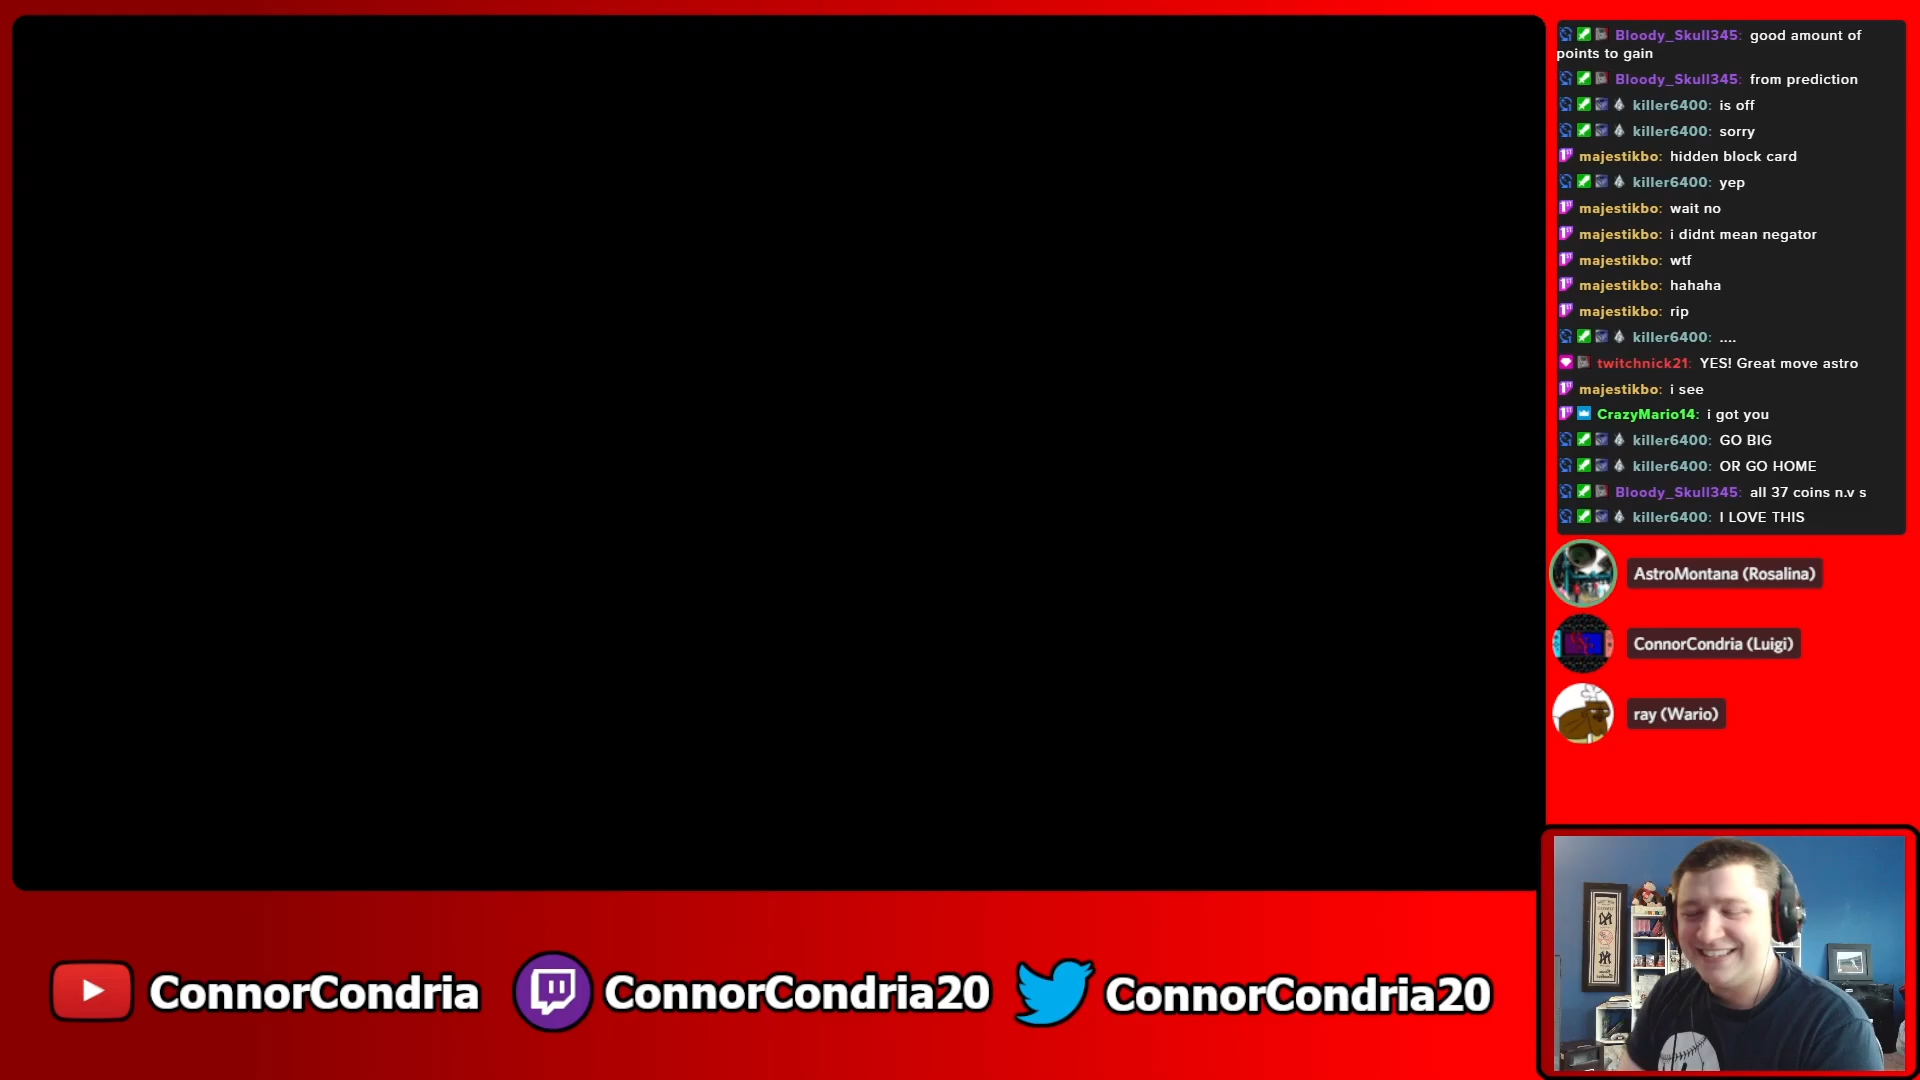 Bloody_Skull345: good amount of
points to gain
Bloody_Skull345: from prediction
killer6400: is off
killer6400: sorry
majestikbo: hidden block card
killer6400: yep
majestikbo: wait no
majestikbo: i didnt mean negator
majestikbo: wtf
majestikbo: hahaha
majestikbo: rip
killer6400: ....
twitchnick21: YES! Great move astro
majestikbo: i see
CrazyMario14: i got you
killer6400: GO BIG
killer6400: OR GO HOME
Bloody_Skull345: all 37 coins n.v s
killer6400: I LOVE THIS
AstroMontana (Rosalina)
ConnorCondria (Luigi)
ray (Wario)
ConnorCondria
ConnorCondria20
ConnorCondria20